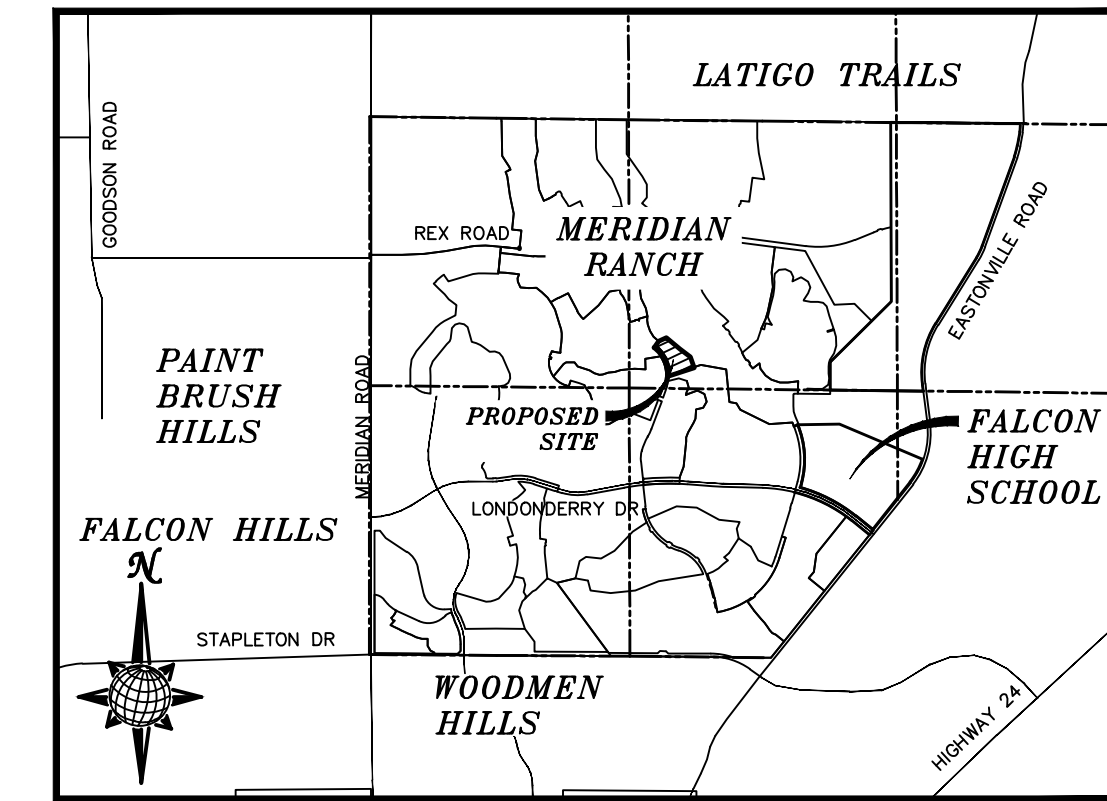 LATIGO TRAILS
GOODSON ROAD
MERIDIAN
RANCH
REX ROAD
EASTONVILLE ROAD
PAINT
BRUSH
HILLS
MERIDIAN ROAD
PROPOSED
SITE
FALCON
HIGH
SCHOOL
LONDONDERRY DR
FALCON HILLS
N
STAPLETON DR
WOODMEN
HILLS
HIGHWAY 24